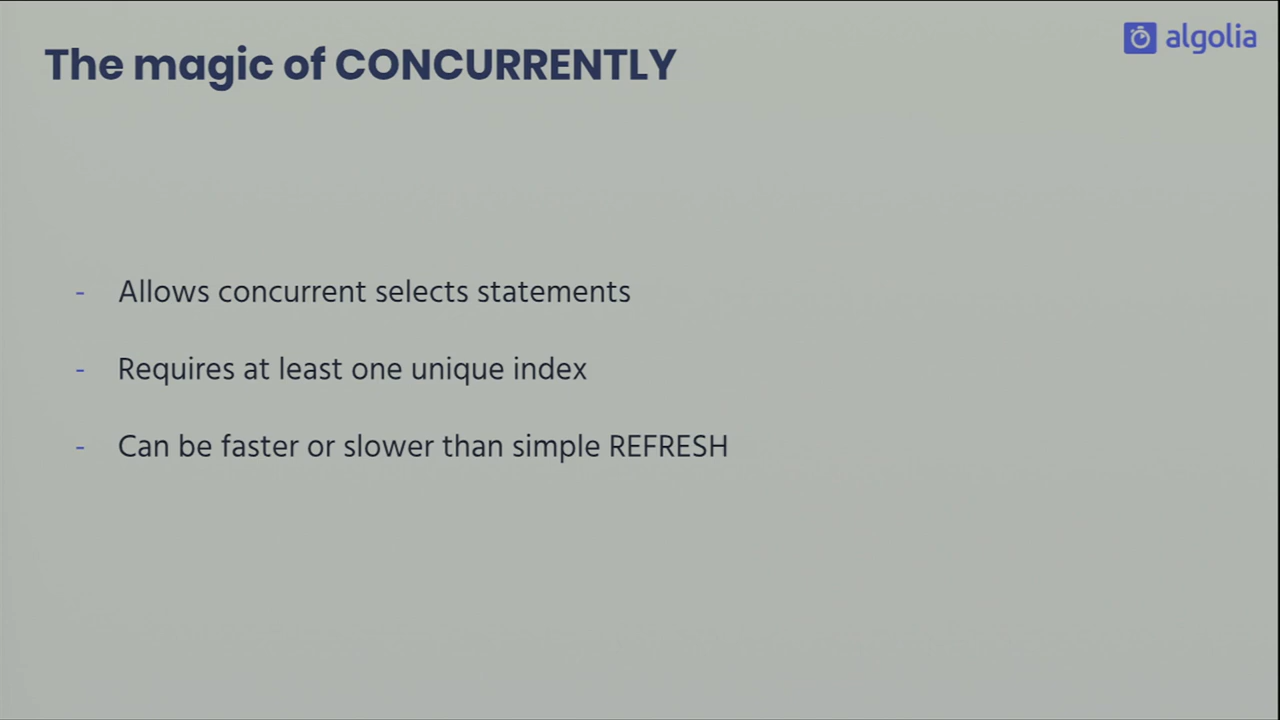 The magic of CONCURRENTLY
algolia
- Allows concurrent selects statements
- Requires at least one unique index
- Can be faster or slower than simple REFRESH